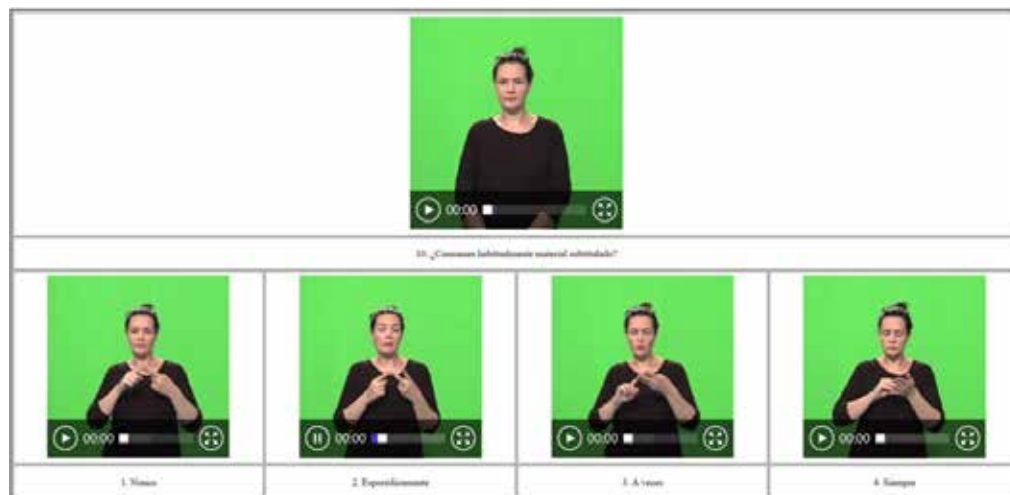 00:00
10. ¿Consumes habitualmente material subtitulado?
00:00
00:00
00:00
00:00
1. Nunca
2. Esporádicamente
3. A veces
4. Siempre